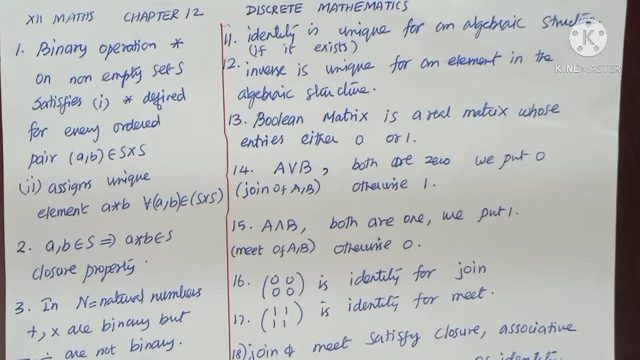 XII MATHS CHAPTER 12 DISCRETE MATHEMATICS
1. Binary operation *
on non empty set S
satisfies (i) * defined
for every ordered
pair (a,b) ∈ S×S
(ii) assigns unique
element a*b ∀(a,b)∈(S×S)
2. a,b∈S ⇒ a*b∈S
closure property.
3. In N=natural numbers
+, × are binary but
are not binary.
11. identity is unique for an algebraic structure
(if it exists)
12. inverse is unique for an element in the
algebraic structure.
13. Boolean Matrix is a real matrix whose
entries either 0 or 1.
14. A∨B, both are zero we put 0
(join of A,B) otherwise 1.
15. A∧B, both are one, we put 1.
(meet of A,B) otherwise 0.
16. (0 0
0 0) is identity for join
17. (1 1
1 1) is identity for meet.
18) join & meet satisfy closure, associative
identity
KINEMASTER